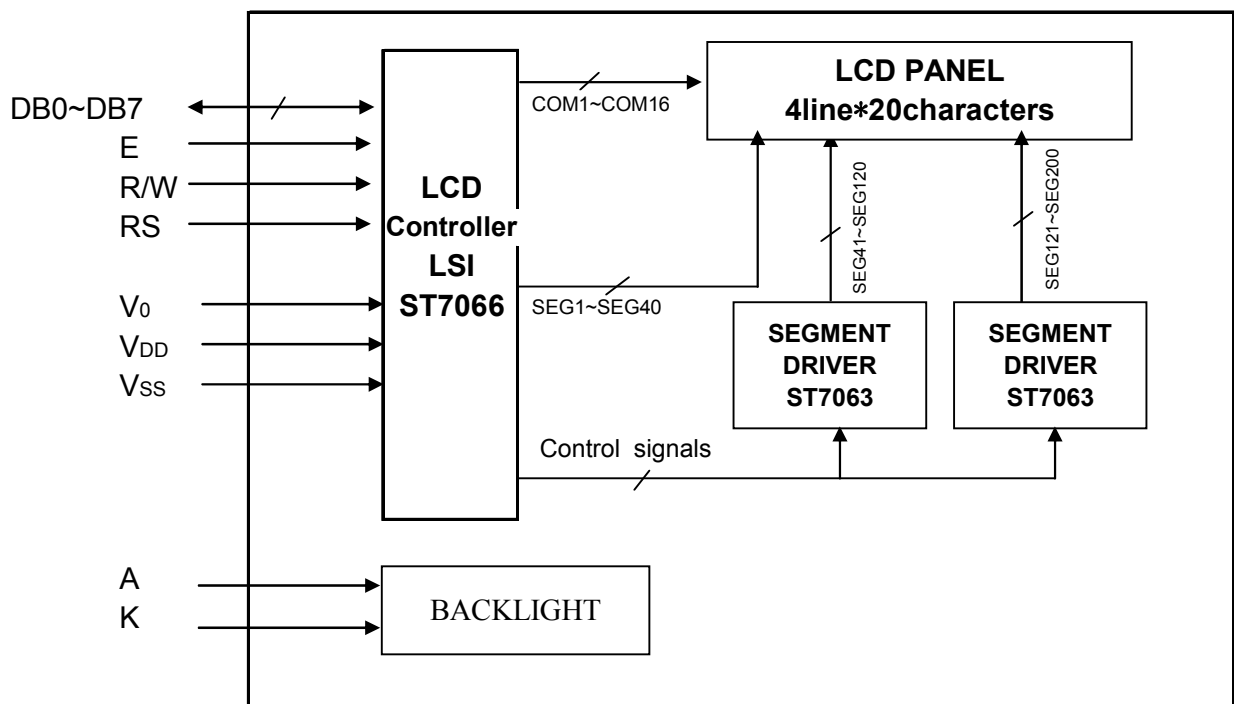 DB0~DB7
E
R/W
RS
V0
VDD
VSS
A
K
LCD
Controller
LSI
ST7066
COM1~COM16
SEG1~SEG40
Control signals
LCD PANEL
4line*20characters
SEG41~SEG120
SEG121~SEG200
SEGMENT
DRIVER
ST7063
SEGMENT
DRIVER
ST7063
BACKLIGHT